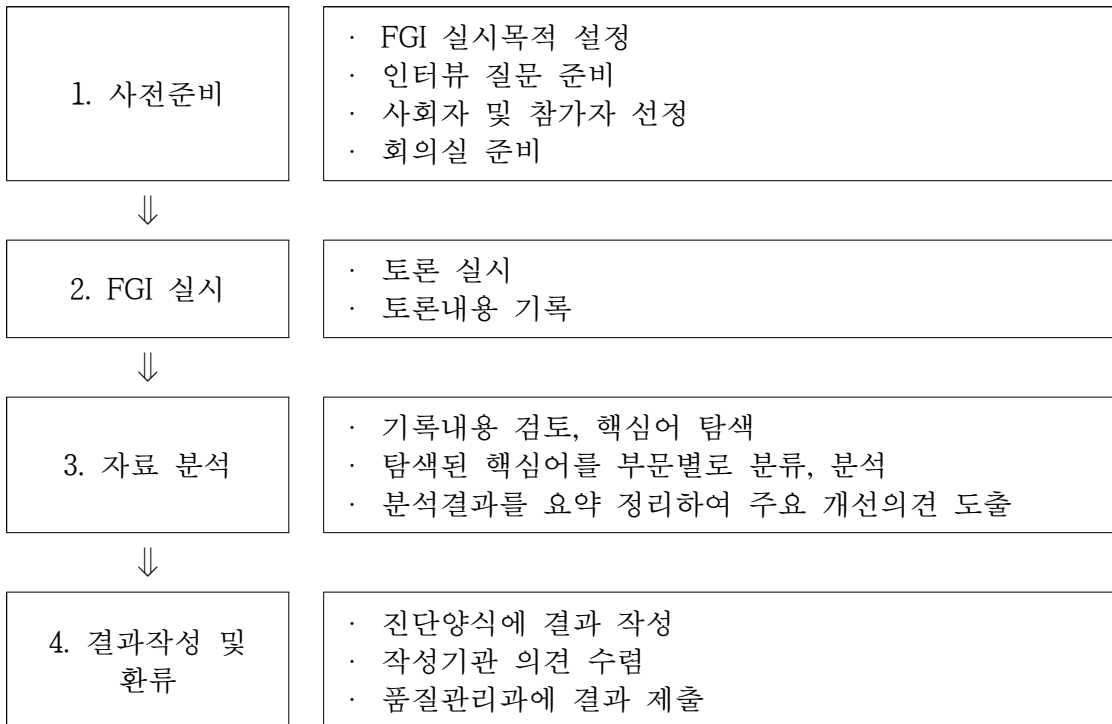 1. 사전준비
· FGI 실시목적 설정
· 인터뷰 질문 준비
· 사회자 및 참가자 선정
· 회의실 준비
⇓
2. FGI 실시
· 토론 실시
· 토론내용 기록
⇓
3. 자료 분석
· 기록내용 검토, 핵심어 탐색
· 탐색된 핵심어를 부문별로 분류, 분석
· 분석결과를 요약 정리하여 주요 개선의견 도출
⇓
4. 결과작성 및
환류
· 진단양식에 결과 작성
· 작성기관 의견 수렴
· 품질관리과에 결과 제출